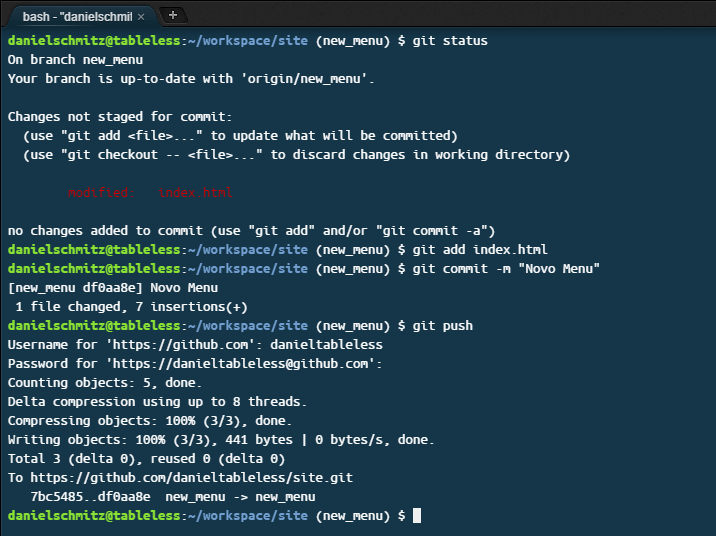 bash - "danielschmil × +
danielschmitz@tableless:~/workspace/site (new_menu) $ git status
On branch new_menu
Your branch is up-to-date with 'origin/new_menu'.
Changes not staged for commit:
(use "git add <file>..." to update what will be committed)
(use "git checkout -- <file>..." to discard changes in working directory)
modified: index.html
no changes added to commit (use "git add" and/or "git commit -a")
danielschmitz@tableless:~/workspace/site (new_menu) $ git add index.html
danielschmitz@tableless:~/workspace/site (new_menu) $ git commit -m "Novo Menu"
[new_menu df0aa8e] Novo Menu
1 file changed, 7 insertions(+)
danielschmitz@tableless:~/workspace/site (new_menu) $ git push
Username for 'https://github.com': danieltableless
Password for 'https://danieltableless@github.com':
Counting objects: 5, done.
Delta compression using up to 8 threads.
Compressing objects: 100% (3/3), done.
Writing objects: 100% (3/3), 441 bytes | 0 bytes/s, done.
Total 3 (delta 0), reused 0 (delta 0)
To https://github.com/danieltableless/site.git
7bc5485..df0aa8e new_menu -> new_menu
danielschmitz@tableless:~/workspace/site (new_menu) $